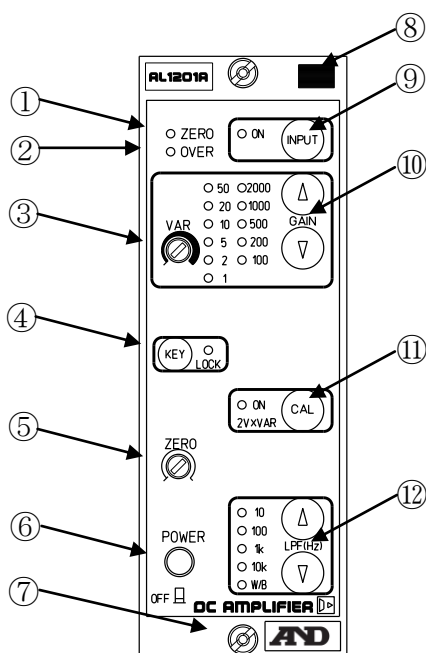 ⑧
AL1201A
⑨
①
ZERO
ON
INPUT
②
OVER
⑩
50 2000
20 1000
③
VAR
10 500
GAIN
5 200
2 100
1
④
KEY
LOCK
⑪
ON
CAL
2V×VAR
⑤
ZERO
⑫
10
⑥
POWER
100
1k
LPF(Hz)
10k
W/B
OFF
⑦
DC AMPLIFIER
AND